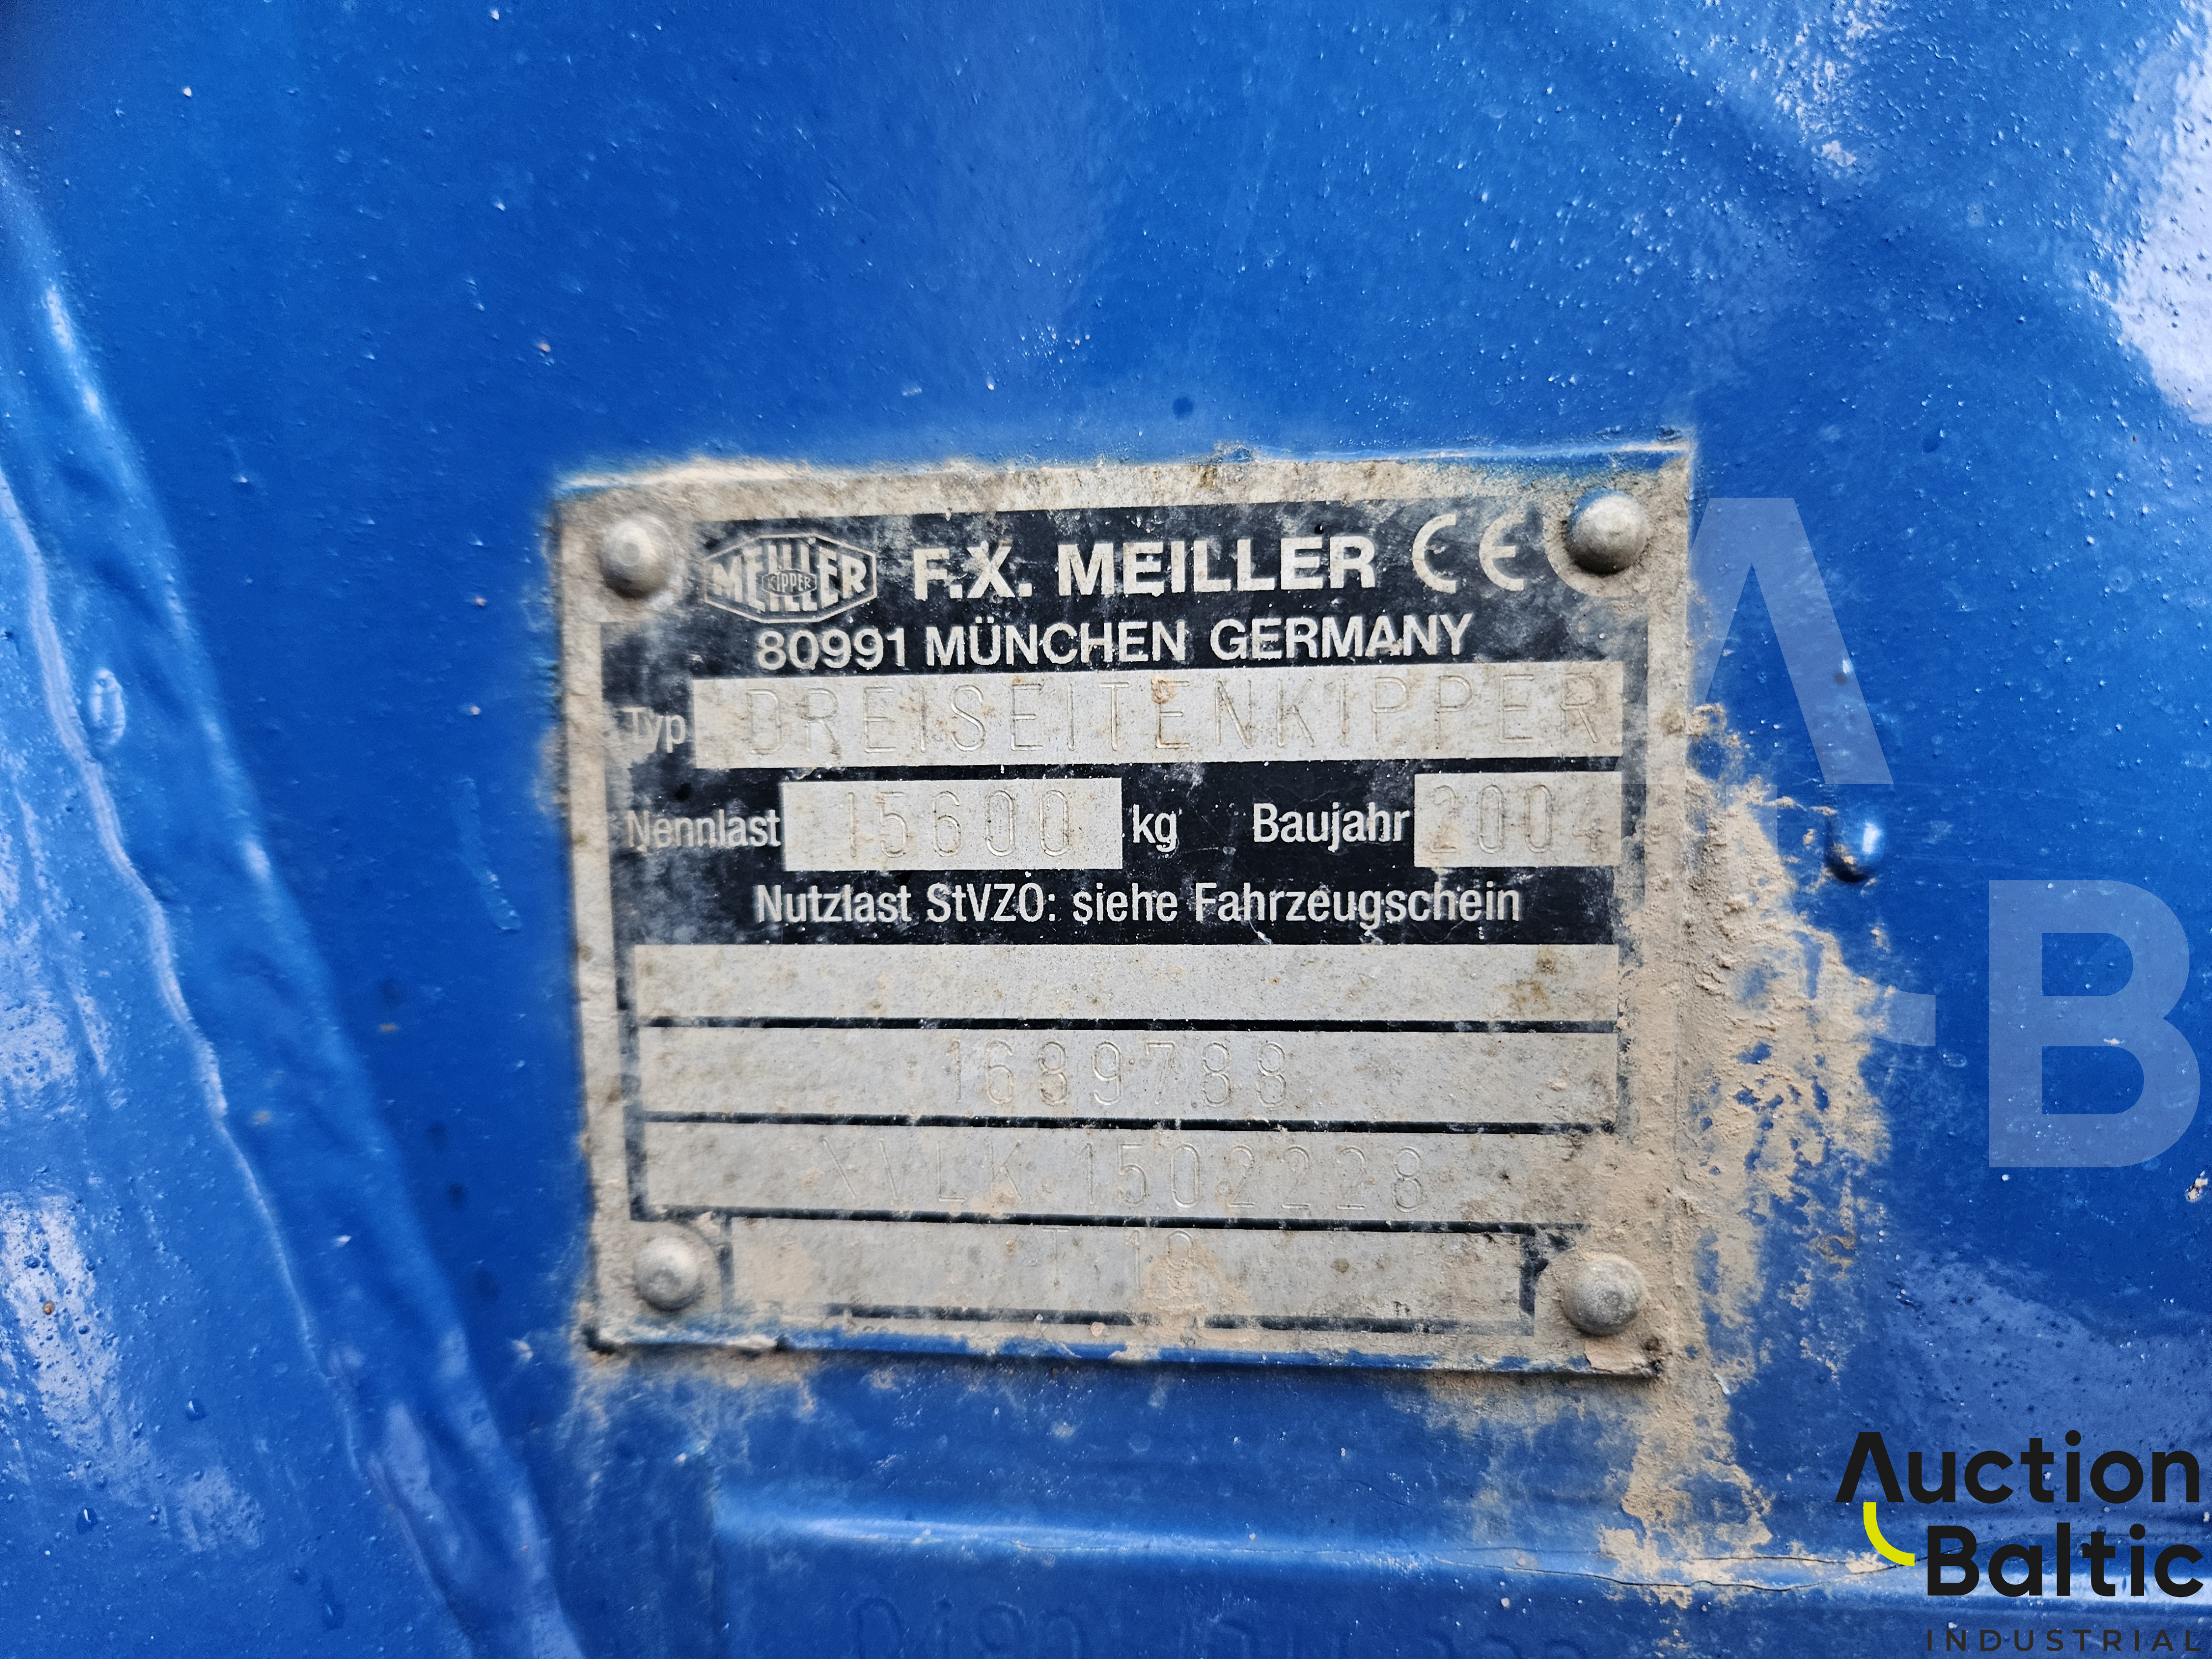 MEILLER
KIPPER
F.X. MEILLER CE
80991 MÜNCHEN GERMANY
Typ DREISEITENKIPPER
Nennlast 15600 kg Baujahr 2004
Nutzlast StVZO: siehe Fahrzeugschein
1689788
XVLK 1502228
A-B
Auction
Baltic
INDUSTRIAL